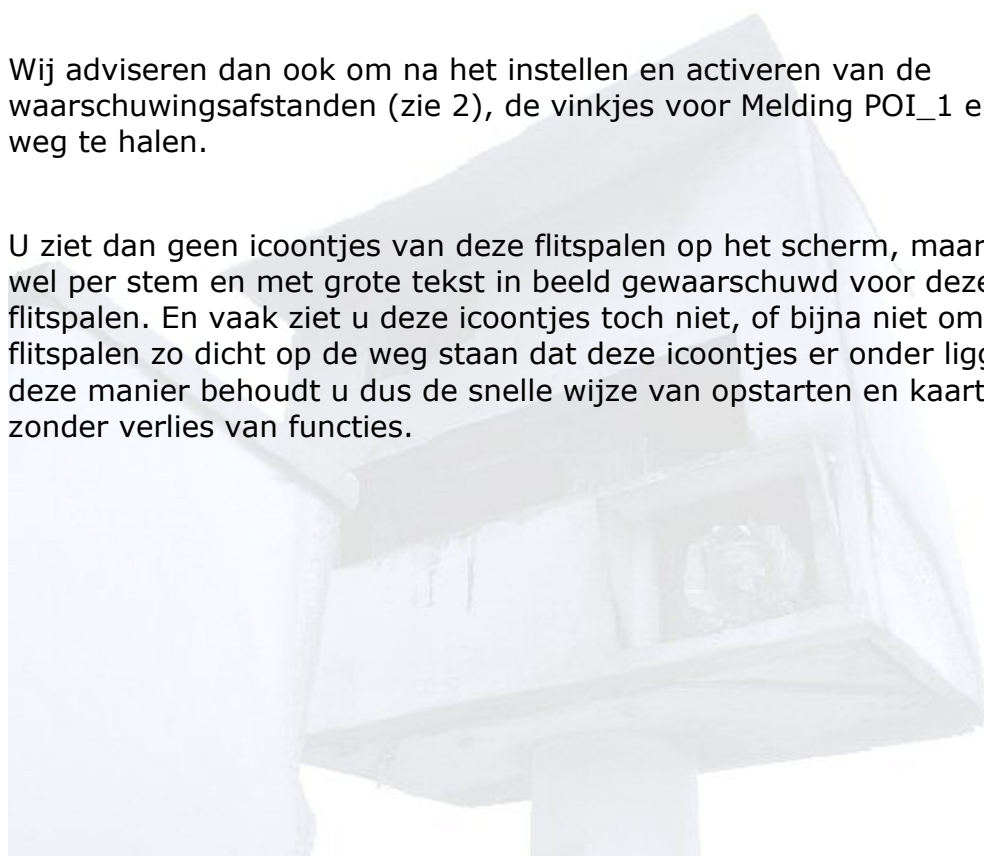 Wij adviseren dan ook om na het instellen en activeren van de
waarschuwingsafstanden (zie 2), de vinkjes voor Melding POI_1 e
weg te halen.
U ziet dan geen icoontjes van deze flitspalen op het scherm, maar
wel per stem en met grote tekst in beeld gewaarschuwd voor deze
flitspalen. En vaak ziet u deze icoontjes toch niet, of bijna niet om
flitspalen zo dicht op de weg staan dat deze icoontjes er onder ligg
deze manier behoudt u dus de snelle wijze van opstarten en kaart
zonder verlies van functies.